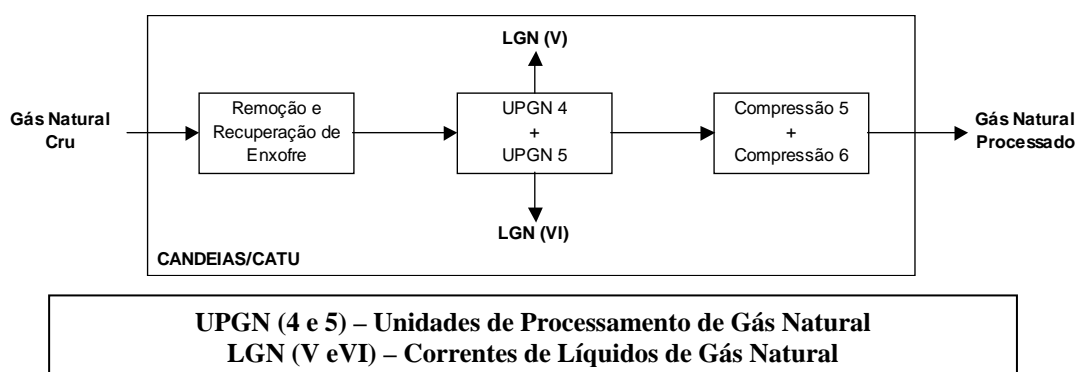 LGN (V)
Gás Natural
Cru
Remoção e
Recuperação de
Enxofre
UPGN 4
+
UPGN 5
Compressão 5
+
Compressão 6
Gás Natural
Processado
LGN (VI)
CANDEIAS/CATU
UPGN (4 e 5) – Unidades de Processamento de Gás Natural
LGN (V eVI) – Correntes de Líquidos de Gás Natural